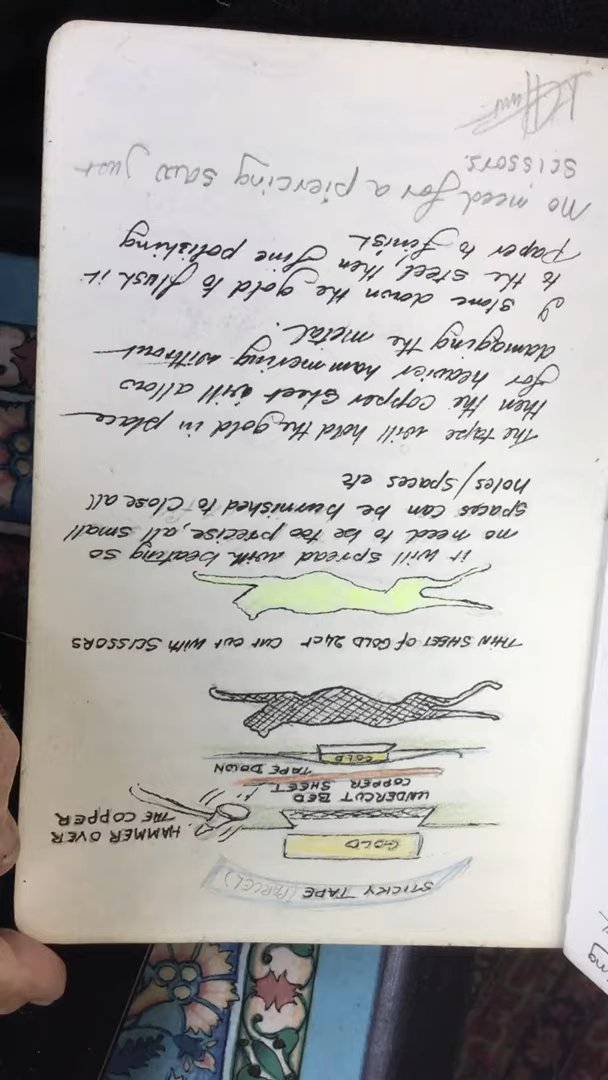 STICKY TAPE (PARCEL)
GOLD
HAMMER OVER
THE COPPER
UNDERCUT BED
COPPER SHEET
TAPE DOWN
GOLD
THIN SHEET OF GOLD 24ct CUT OUT WITH SCISSORS
it will spread with beating so
no need to be too precise, all small
spaces can be burnished to close all
holes/spaces etc
The tape will hold the gold in place
then the copper sheet will allow
for heavier hammering without
damaging the metal.
I stone down the gold to flush it
to the steel then fine polishing
paper to finish.
No need for a piercing saw just
scissors.